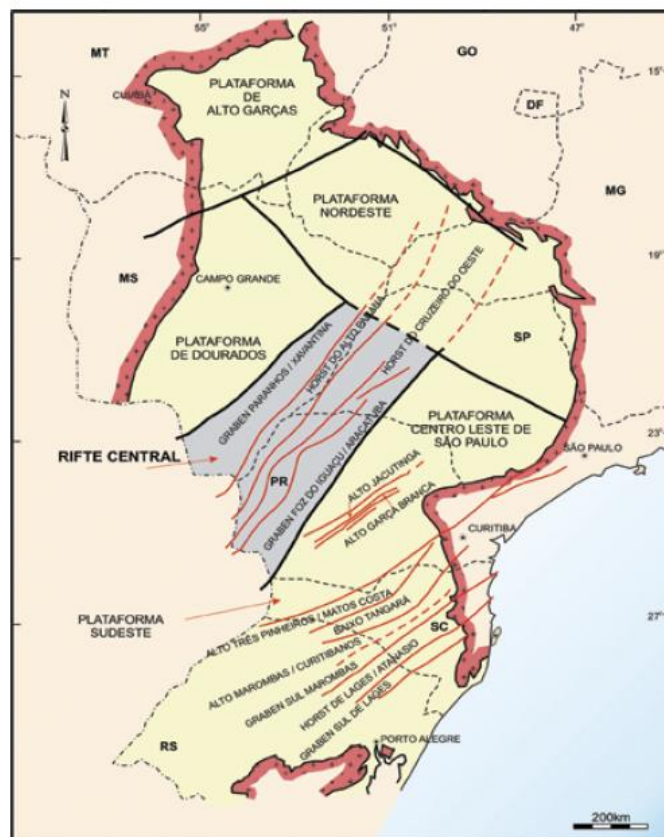 55°
51°
47°
MT
GO
15°
N
CUIABÁ
PLATAFORMA
DE
ALTO GARÇAS
DF
MG
PLATAFORMA
NORDESTE
19°
MS
CAMPO GRANDE
PLATAFORMA
DE DOURADOS
GRABEN PARANHOS / XAVANTINA
HORST DO ALTO PARANÁ
HORST DO CRUZEIRO DO OESTE
SP
PLATAFORMA
CENTRO LESTE DE
SÃO PAULO
23°
SÃO PAULO
RIFTE CENTRAL
PR
GRABEN FOZ DO IGUAÇU / ARAÇATUBA
ALTO JACUTINGA
ALTO GARÇA BRANCA
CURITIBA
PLATAFORMA
SUDESTE
ALTO TRÊS PINHEIROS / MATOS COSTA
BAIXO TANGARÁ
SC
27°
ALTO MAROMBAS / CURITIBANOS
GRABEN SUL MAROMBAS
HORST DE LAGES / ATANASIO
GRABEN SUL DE LAGES
RS
PORTO ALEGRE
200km